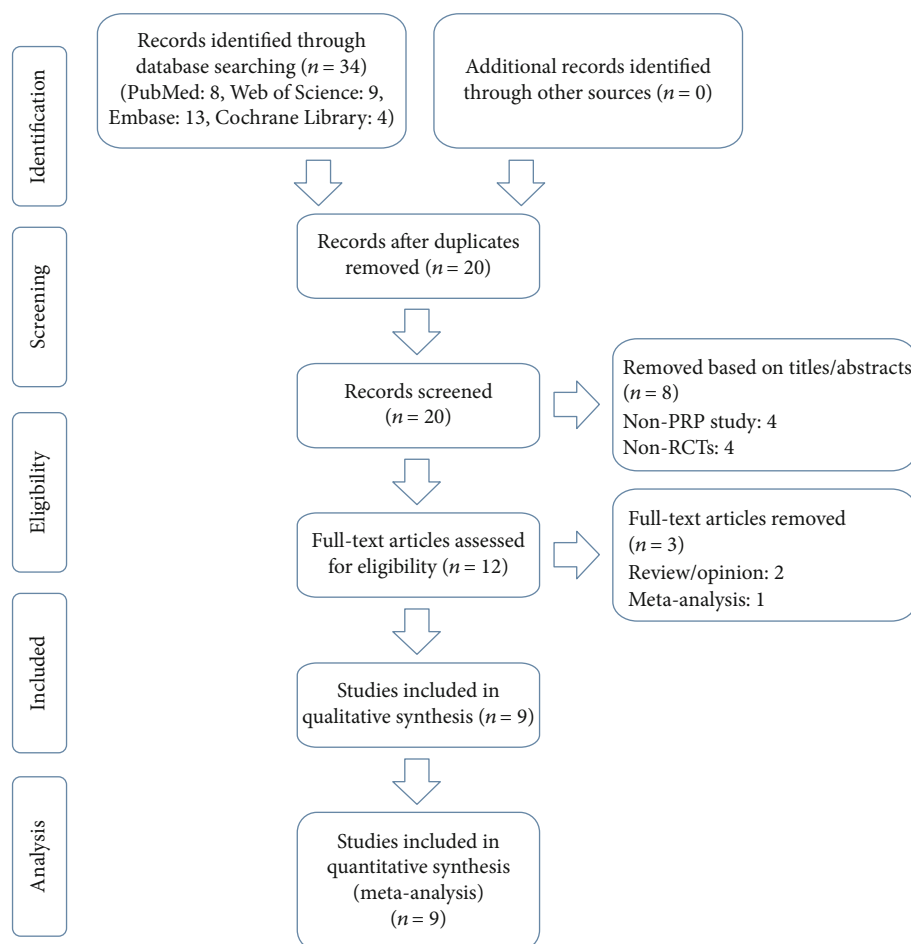 Identification
Records identified through
database searching (n = 34)
(PubMed: 8, Web of Science: 9,
Embase: 13, Cochrane Library: 4)
Additional records identified
through other sources (n = 0)
Screening
Records after duplicates
removed (n = 20)
Records screened
(n = 20)
Removed based on titles/abstracts
(n = 8)
Non-PRP study: 4
Non-RCTs: 4
Eligibility
Full-text articles assessed
for eligibility (n = 12)
Full-text articles removed
(n = 3)
Review/opinion: 2
Meta-analysis: 1
Included
Studies included in
qualitative synthesis (n = 9)
Analysis
Studies included in
quantitative synthesis
(meta-analysis)
(n = 9)